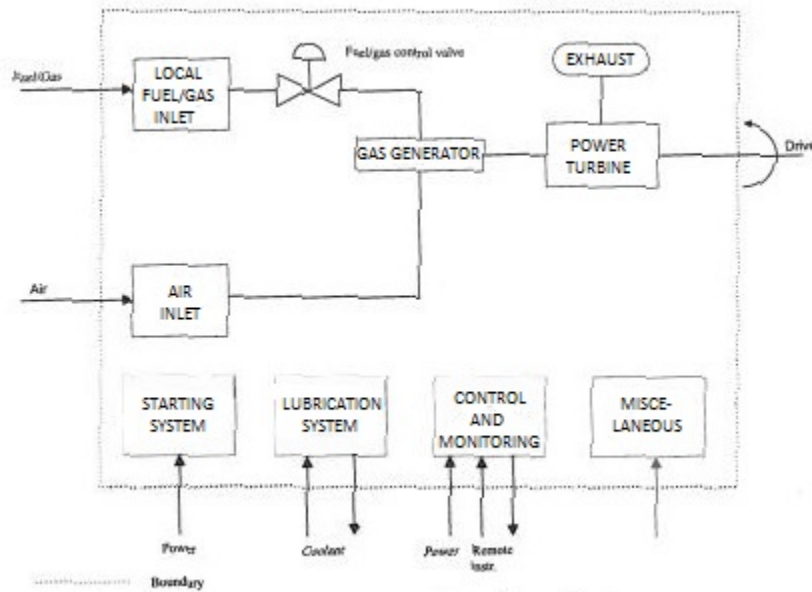 Fuel/Gas
LOCAL
FUEL/GAS
INLET
Fuel/gas control valve
EXHAUST
GAS GENERATOR
POWER
TURBINE
Drive
Air
AIR
INLET
STARTING
SYSTEM
LUBRICATION
SYSTEM
CONTROL
AND
MONITORING
MISCE-
LANEOUS
Power
Coolant
Power
Remote
instr.
Boundary